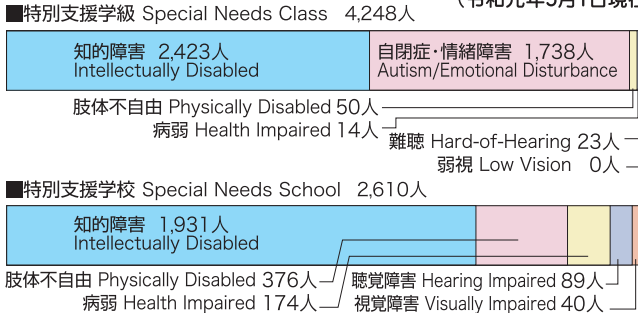 ■特別支援学級 Special Needs Class 4,248人
(令和元年5月1日現在
知的障害 2,423人
Intellectually Disabled
自閉症・情緒障害 1,738人
Autism/Emotional Disturbance
肢体不自由 Physically Disabled 50人
病弱 Health Impaired 14人
難聴 Hard-of-Hearing 23人
弱視 Low Vision 0人
■特別支援学校 Special Needs School 2,610人
知的障害 1,931人
Intellectually Disabled
肢体不自由 Physically Disabled 376人
聴覚障害 Hearing Impaired 89人
病弱 Health Impaired 174人
視覚障害 Visually Impaired 40人